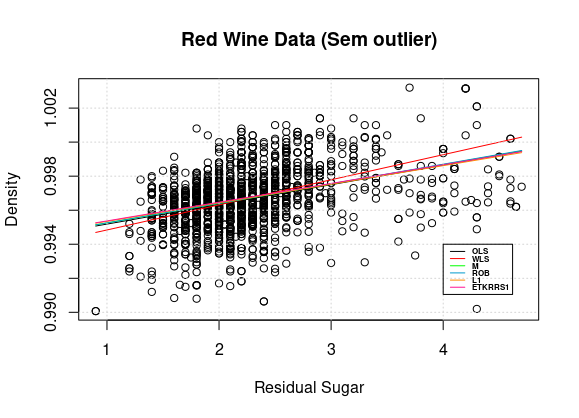 Red Wine Data (Sem outlier)
Density
1.002
0.998
0.994
0.990
OLS
WLS
M
ROB
L1
ETKRRS1
1 2 3 4
Residual Sugar